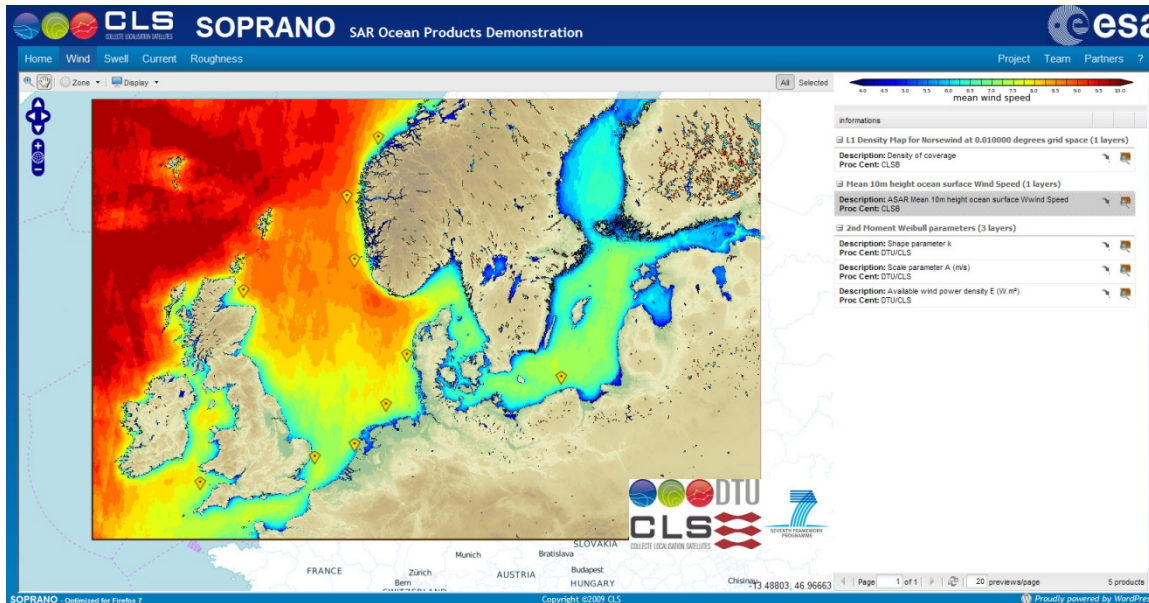 CLS
COLLECTE LOCALISATION SATELLITES
SOPRANO SAR Ocean Products Demonstration
esa
Home Wind Swell Current Roughness
Project Team Partners ?
Zone Display
All Selected
4.0 4.5 5.0 5.5 6.0 6.5 7.0 7.5 8.0 8.5 9.0 9.5 10.0
mean wind speed
informations
L1 Density Map for Norsewind at 0.010000 degrees grid space (1 layers)
Description: Density of coverage
Proc Cent: CLSB
Mean 10m height ocean surface Wind Speed (1 layers)
Description: ASAR Mean 10m height ocean surface Wwind Speed
Proc Cent: CLSB
2nd Moment Weibull parameters (3 layers)
Description: Shape parameter k
Proc Cent: DTU/CLS
Description: Scale parameter A (m/s)
Proc Cent: DTU/CLS
Description: Available wind power density E (W.m²)
Proc Cent: DTU/CLS
DTU
CLS
COLLECTE LOCALISATION SATELLITES
7
SEVENTH FRAMEWORK
PROGRAMME
SLOVAKIA
Munich Bratislava
FRANCE Zürich AUSTRIA Budapest
Bern HUNGARY Chisinau
-13.48803, 46.96663
Page 1 of 1 20 previews/page 5 products
SOPRANO - Optimized for Firefox 7
Copyright ©2009 CLS
Proudly powered by WordPres